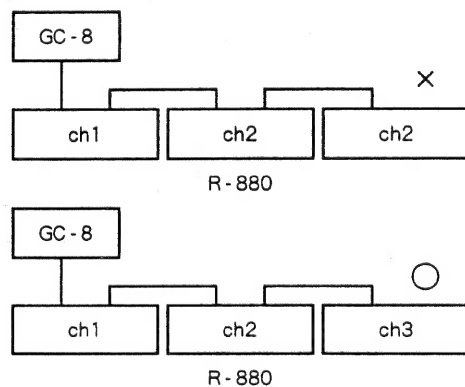 GC - 8
×
ch1 ch2 ch2
R - 880
GC - 8
○
ch1 ch2 ch3
R - 880